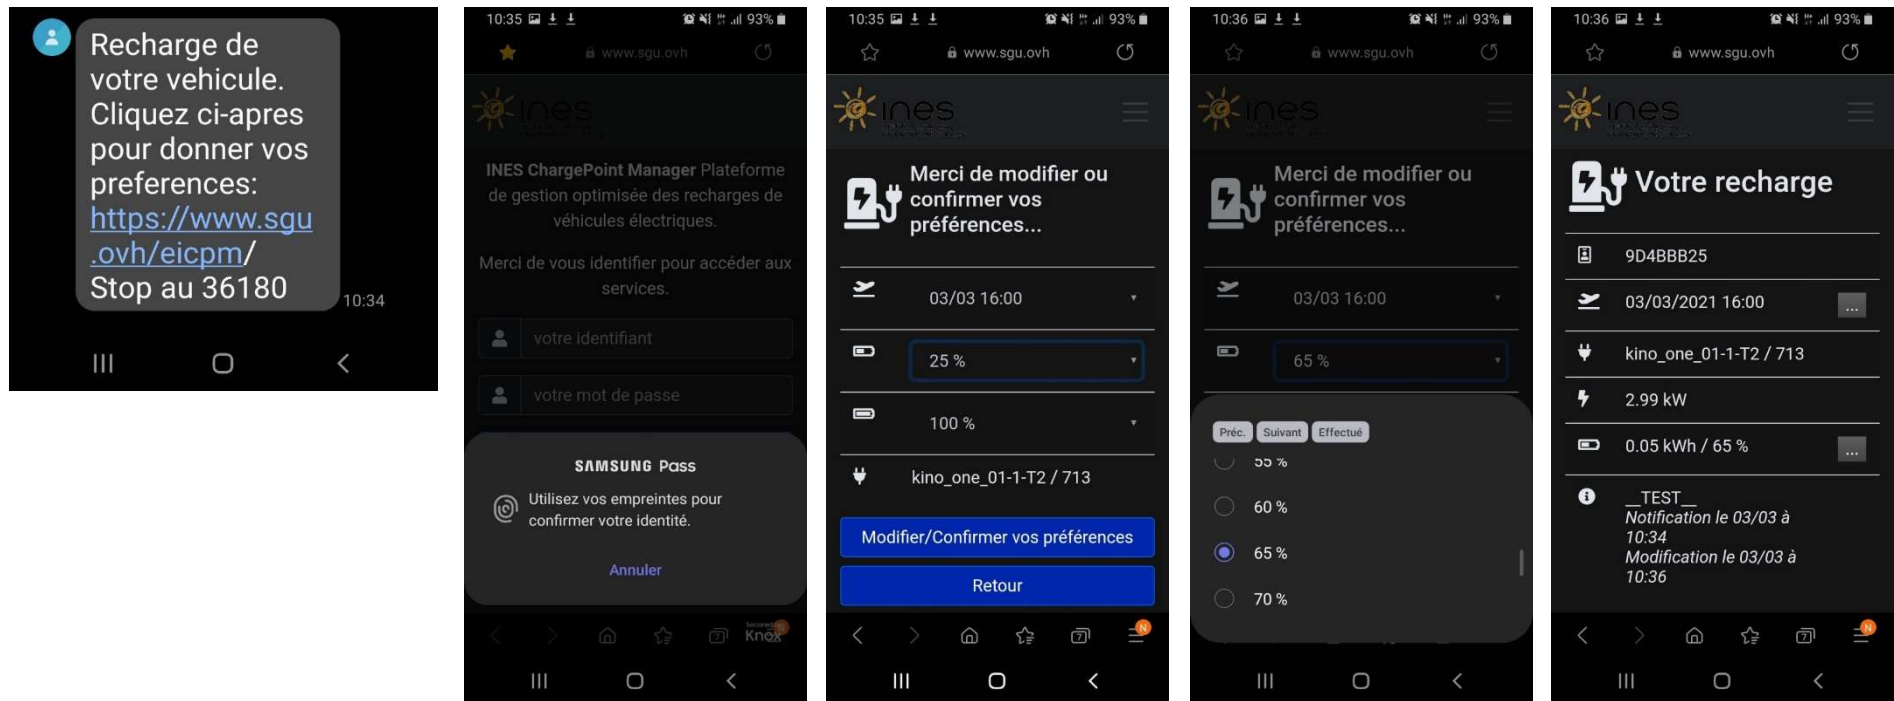 Recharge de
votre vehicule.
Cliquez ci-apres
pour donner vos
preferences:
https://www.sgu
.ovh/eicpm/
Stop au 36180
10:34
10:35
93%
www.sgu.ovh
ines
INES ChargePoint Manager Plateforme
de gestion optimisée des recharges de
véhicules électriques.
Merci de vous identifier pour accéder aux
services.
votre identifiant
votre mot de passe
SAMSUNG Pass
Utilisez vos empreintes pour
confirmer votre identité.
Annuler
7
Secured by
Knox
N
10:35
93%
www.sgu.ovh
ines
Merci de modifier ou
confirmer vos
préférences...
03/03 16:00
25 %
100 %
kino_one_01-1-T2 / 713
Modifier/Confirmer vos préférences
Retour
7
N
10:36
93%
www.sgu.ovh
ines
Merci de modifier ou
confirmer vos
préférences...
03/03 16:00
65 %
Préc. Suivant Effectué
55 %
60 %
65 %
70 %
10:36
93%
www.sgu.ovh
ines
Votre recharge
9D4BBB25
03/03/2021 16:00
...
kino_one_01-1-T2 / 713
2.99 kW
0.05 kWh / 65 %
...
__TEST__
Notification le 03/03 à
10:34
Modification le 03/03 à
10:36
7
N